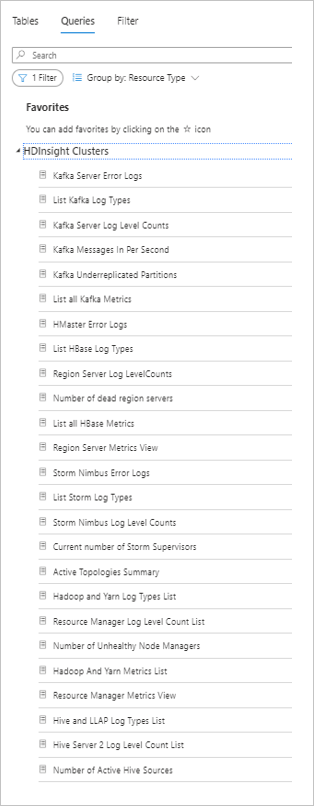 Tables Queries Filter
Search
1 Filter Group by: Resource Type
Favorites
You can add favorites by clicking on the ☆ icon
HDInsight Clusters
Kafka Server Error Logs
List Kafka Log Types
Kafka Server Log Level Counts
Kafka Messages In Per Second
Kafka Underreplicated Partitions
List all Kafka Metrics
HMaster Error Logs
List HBase Log Types
Region Server Log LevelCounts
Number of dead region servers
List all HBase Metrics
Region Server Metrics View
Storm Nimbus Error Logs
List Storm Log Types
Storm Nimbus Log Level Counts
Current number of Storm Supervisors
Active Topologies Summary
Hadoop and Yarn Log Types List
Resource Manager Log Level Count List
Number of Unhealthy Node Managers
Hadoop And Yarn Metrics List
Resource Manager Metrics View
Hive and LLAP Log Types List
Hive Server 2 Log Level Count List
Number of Active Hive Sources